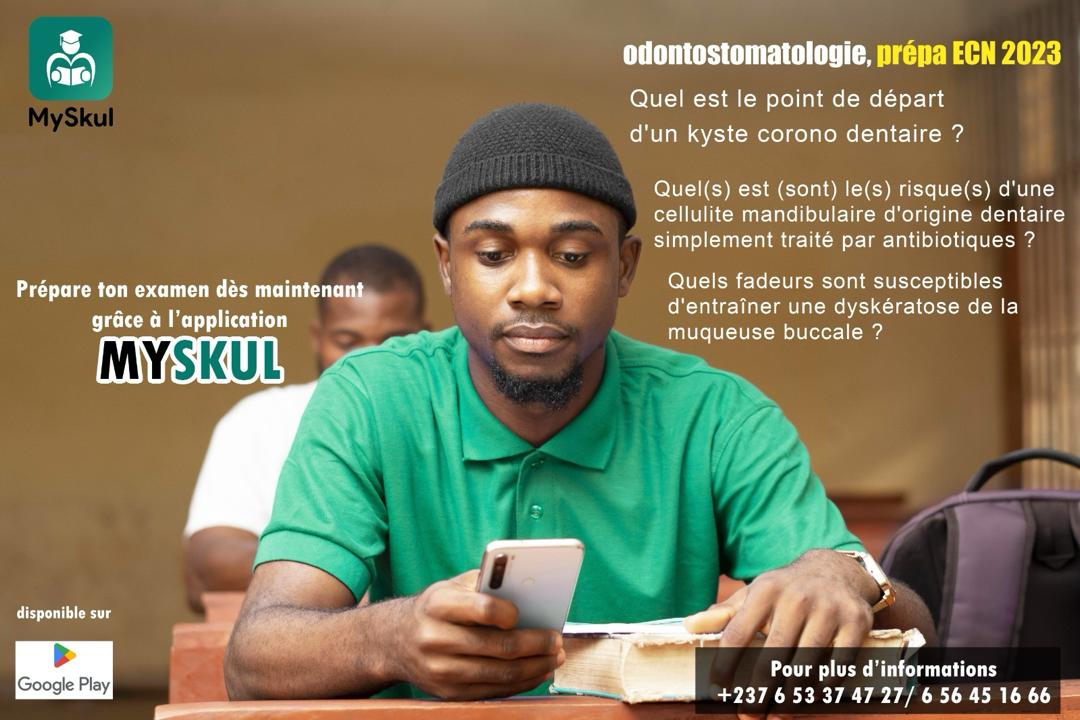 MySkul
odontostomatologie, prépa ECN 2023
Quel est le point de départ
d'un kyste corono dentaire ?
Quel(s) est (sont) le(s) risque(s) d'une
cellulite mandibulaire d'origine dentaire
simplement traité par antibiotiques ?
Quels fadeurs sont susceptibles
d'entraîner une dyskératose de la
muqueuse buccale ?
Prépare ton examen dès maintenant
grâce à l'application
MYSKUL
disponible sur
Google Play
Pour plus d'informations
+237 6 53 37 47 27/ 6 56 45 16 66